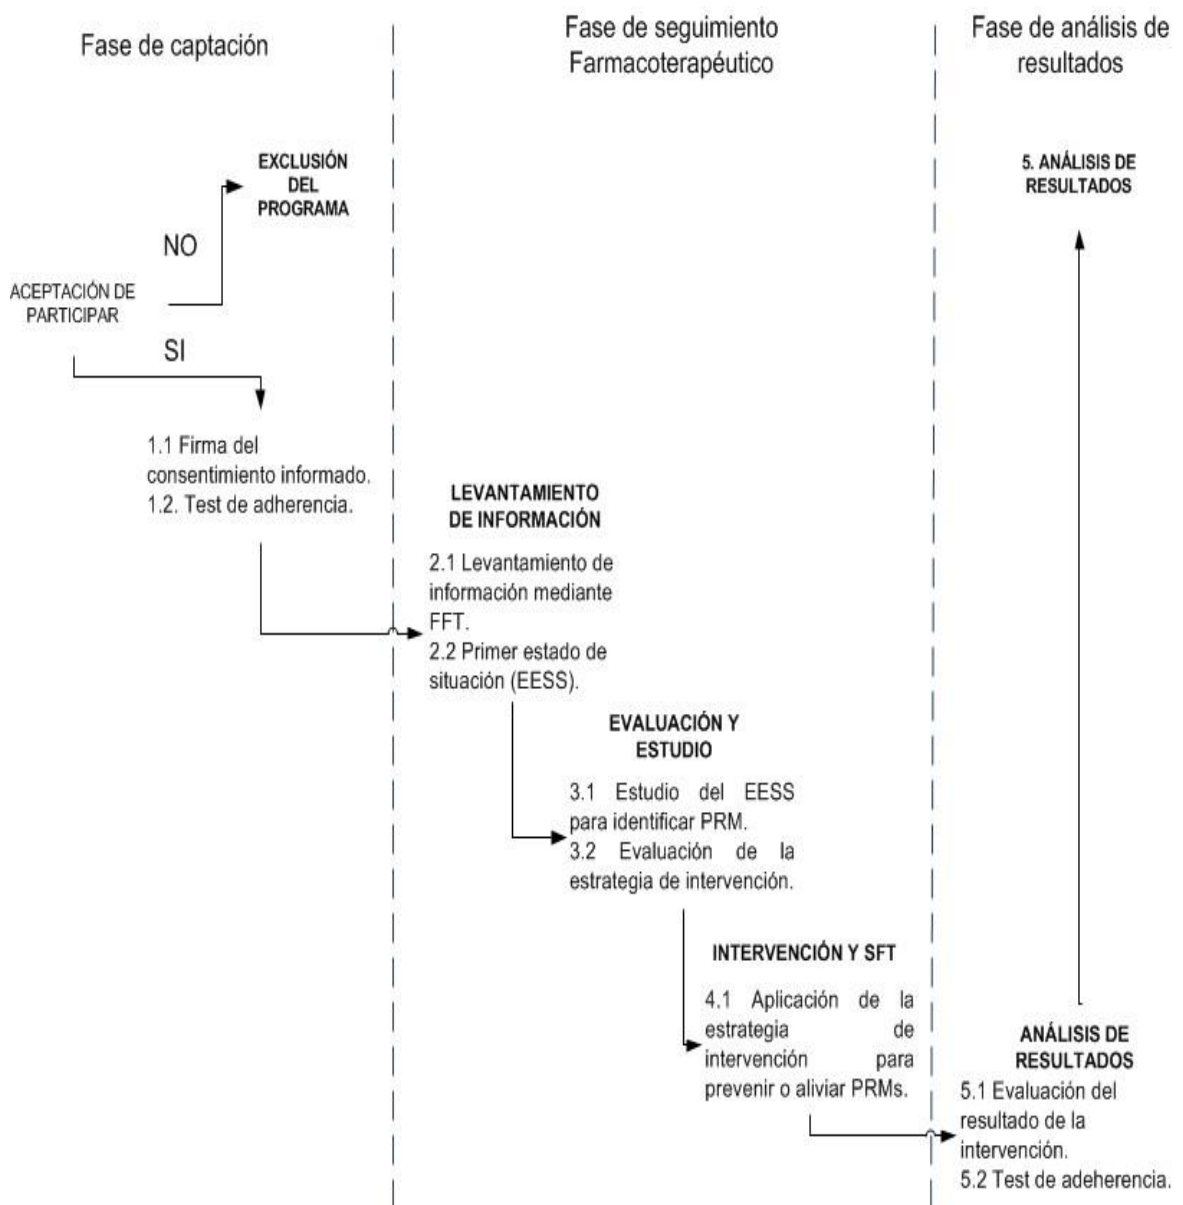 Fase de captación
Fase de seguimiento
Farmacoterapéutico
Fase de análisis de
resultados
EXCLUSIÓN
DEL
PROGRAMA
NO
ACEPTACIÓN DE
PARTICIPAR
SI
1.1 Firma del
consentimiento informado.
1.2. Test de adherencia.
LEVANTAMIENTO
DE INFORMACIÓN
2.1 Levantamiento de
información mediante
FFT.
2.2 Primer estado de
situación (EESS).
EVALUACIÓN Y
ESTUDIO
3.1 Estudio del EESS
para identificar PRM.
3.2 Evaluación de la
estrategia de intervención.
INTERVENCIÓN Y SFT
4.1 Aplicación de la
estrategia de
intervención para
prevenir o aliviar PRMs.
ANÁLISIS DE
RESULTADOS
5.1 Evaluación del
resultado de la
intervención.
5.2 Test de adeherencia.
5. ANÁLISIS DE
RESULTADOS